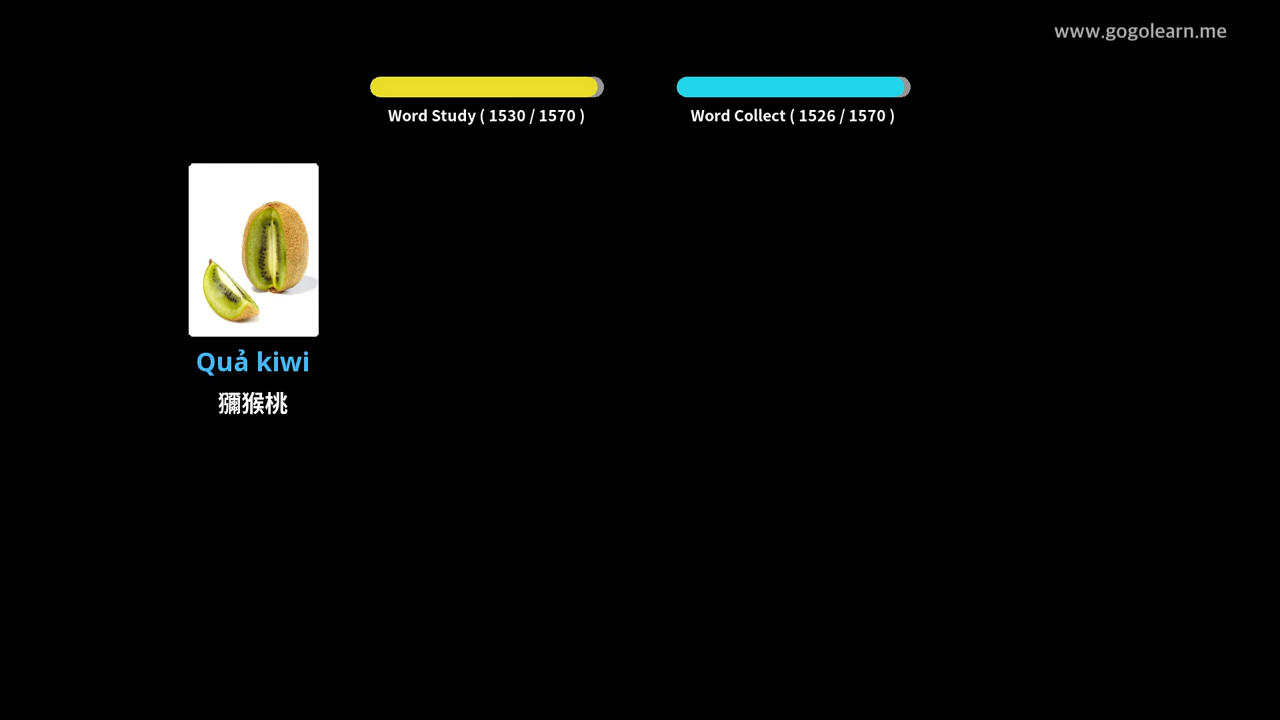 www.gogolearn.me
Word Study ( 1530 / 1570 )
Word Collect ( 1526 / 1570 )
Quả kiwi
獼猴桃